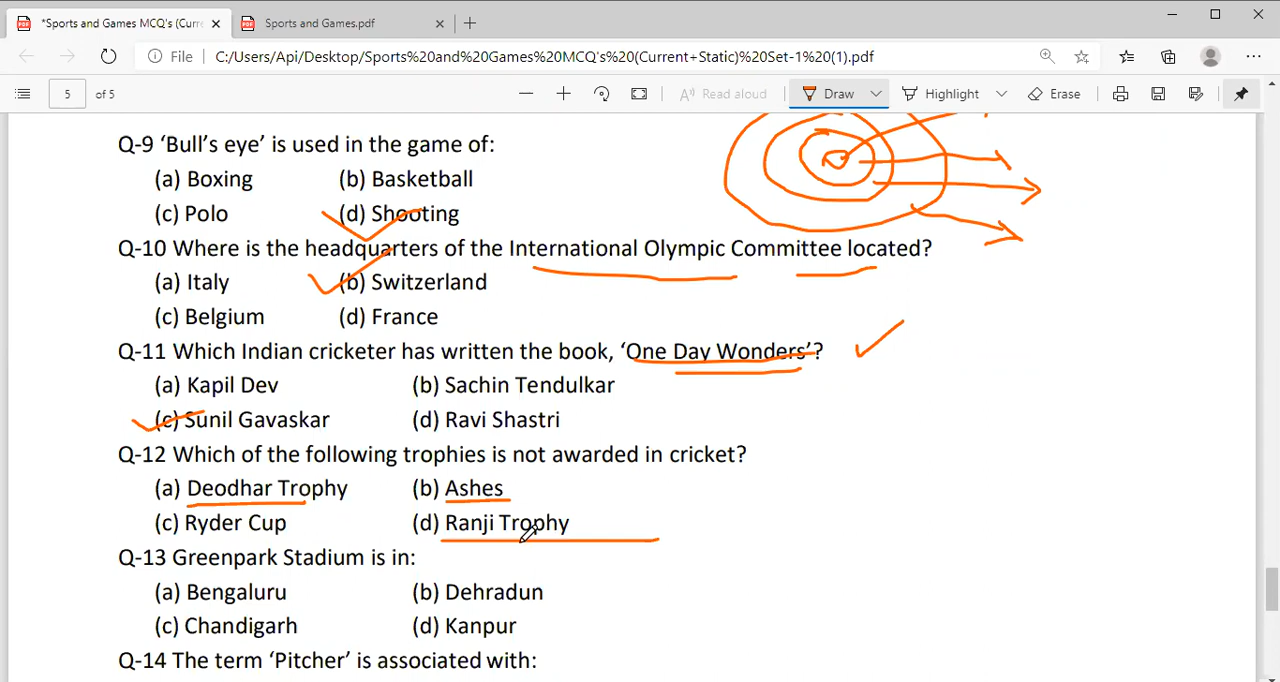 *Sports and Games MCQ's (Curre
Sports and Games.pdf
File
C:/Users/Api/Desktop/Sports%20and%20Games%20MCQ's%20(Current+Static)%20Set-1%20(1).pdf
5 of 5
Read aloud
Draw
Highlight
Erase
Q-9 ‘Bull’s eye’ is used in the game of:
(a) Boxing (b) Basketball
(c) Polo (d) Shooting
Q-10 Where is the headquarters of the International Olympic Committee located?
(a) Italy (b) Switzerland
(c) Belgium (d) France
Q-11 Which Indian cricketer has written the book, ‘One Day Wonders’?
(a) Kapil Dev (b) Sachin Tendulkar
(c) Sunil Gavaskar (d) Ravi Shastri
Q-12 Which of the following trophies is not awarded in cricket?
(a) Deodhar Trophy (b) Ashes
(c) Ryder Cup (d) Ranji Trophy
Q-13 Greenpark Stadium is in:
(a) Bengaluru (b) Dehradun
(c) Chandigarh (d) Kanpur
Q-14 The term ‘Pitcher’ is associated with: